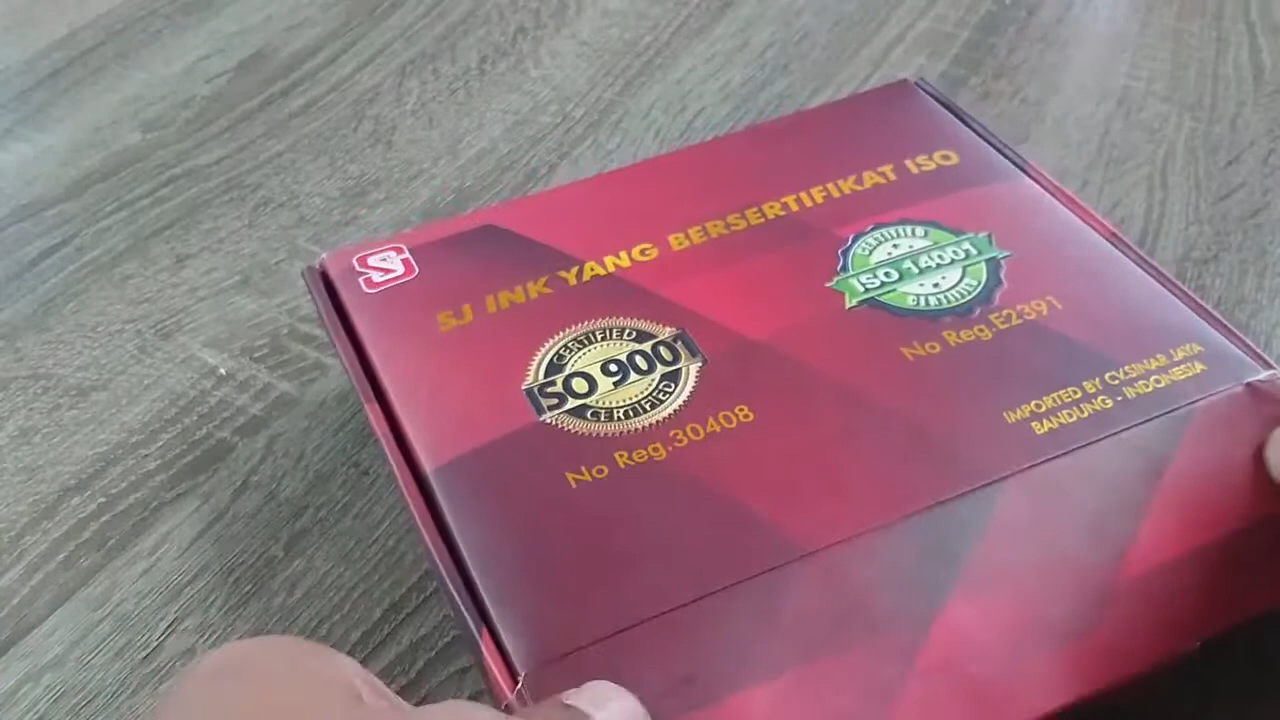 SJ
SJ INK YANG BERSERTIFIKAT ISO
CERTIFIED
ISO 9001
CERTIFIED
No Reg.30408
CERTIFIED
ISO 14001
CERTIFIED
No Reg.E2391
IMPORTED BY CV.SINAR JAYA
BANDUNG - INDONESIA